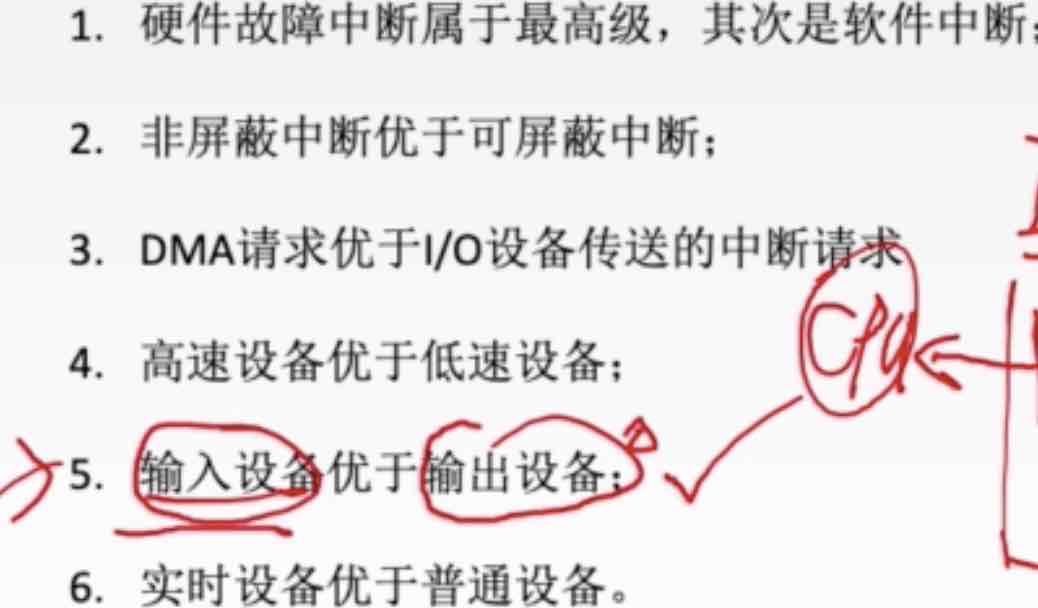 1. 硬件故障中断属于最高级，其次是软件中断;
2. 非屏蔽中断优于可屏蔽中断；
3. DMA请求优于I/O设备传送的中断请求
CPU
4. 高速设备优于低速设备；
5. 输入设备优于输出设备；
6. 实时设备优于普通设备。